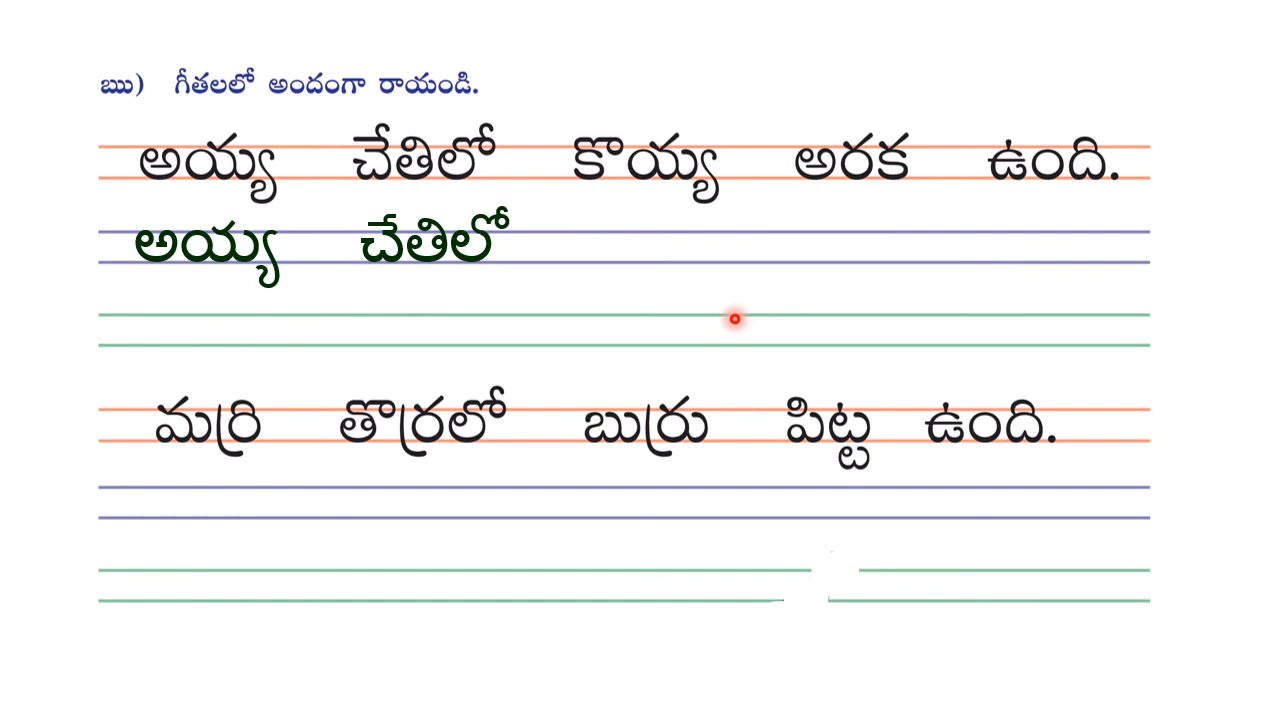 ఋ) గీతలలో అందంగా రాయండి.
అయ్య చేతిలో కొయ్య అరక ఉంది.
అయ్య చేతిలో
మర్రి తొర్రలో బుర్రు పిట్ట ఉంది.